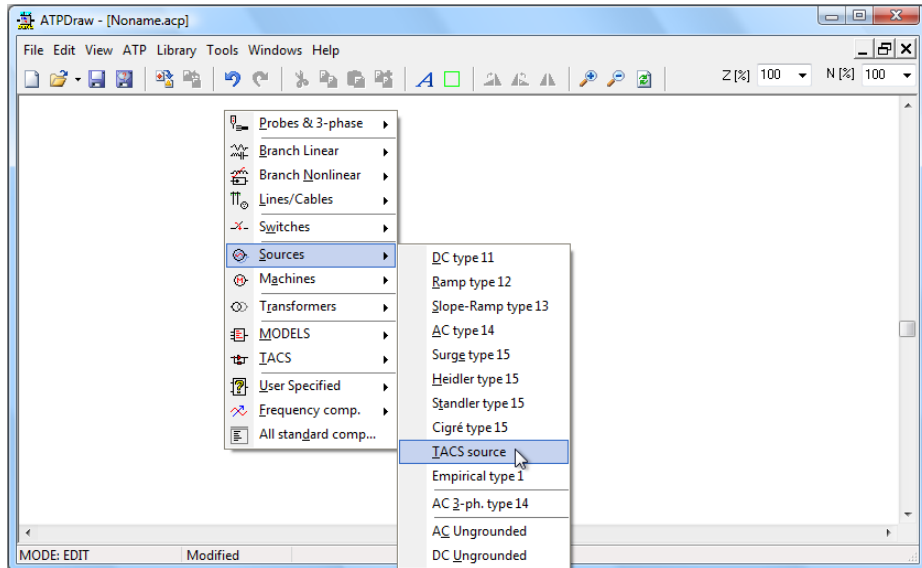 ATPDraw - [Noname.acp]
File Edit View ATP Library Tools Windows Help
A Z [%] 100 N [%] 100
Probes & 3-phase
Branch Linear
Branch Nonlinear
Lines/Cables
Switches
Sources
Machines
Transformers
MODELS
TACS
User Specified
Frequency comp.
All standard comp...
DC type 11
Ramp type 12
Slope-Ramp type 13
AC type 14
Surge type 15
Heidler type 15
Standler type 15
Cigré type 15
TACS source
Empirical type 1
AC 3-ph. type 14
AC Ungrounded
DC Ungrounded
MODE: EDIT Modified